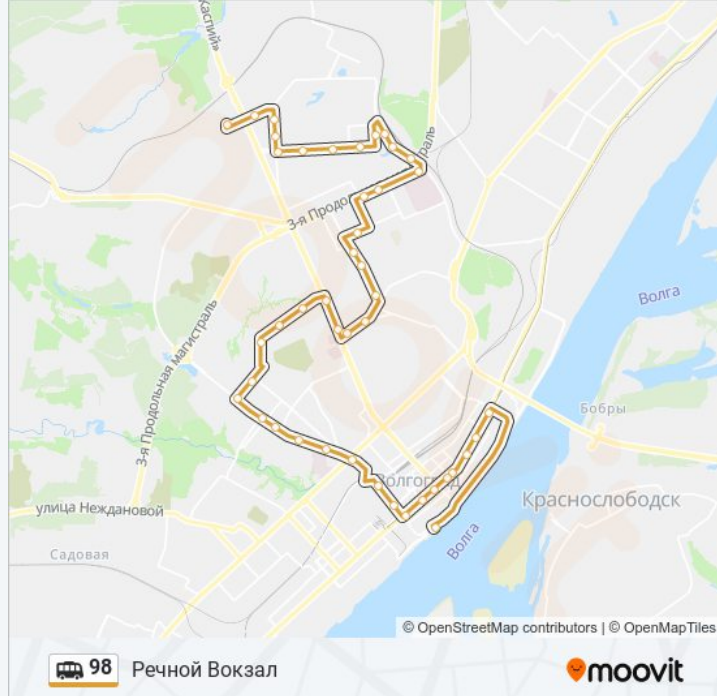 Каспий»
3-я Продо
траль
3-я Продольная магистраль
Волга
Бобры
Волгоград
Краснослободск
улица Неждановой
Садовая
Волга
© OpenStreetMap contributors | © OpenMapTiles
98 Речной Вокзал
moovit